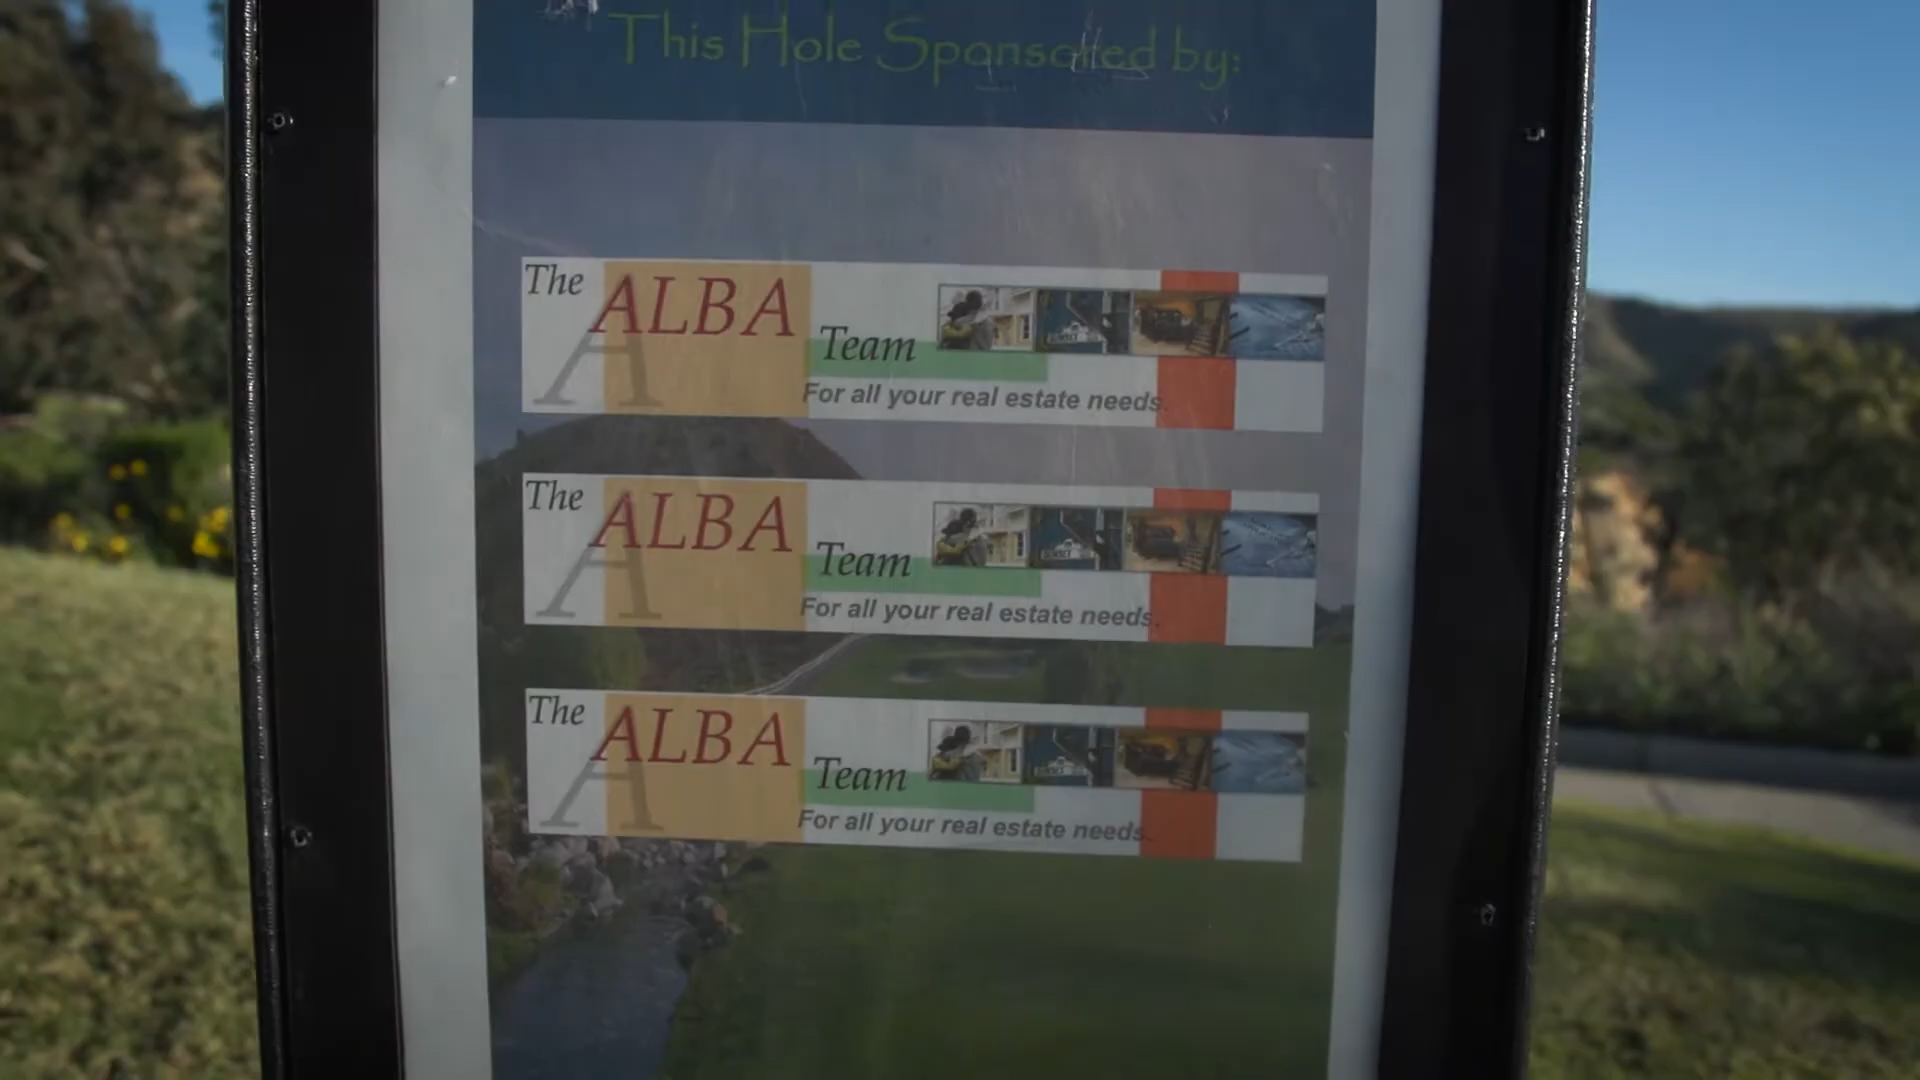 This Hole Sponsored by:
The ALBA Team
For all your real estate needs.
The ALBA Team
For all your real estate needs.
The ALBA Team
For all your real estate needs.